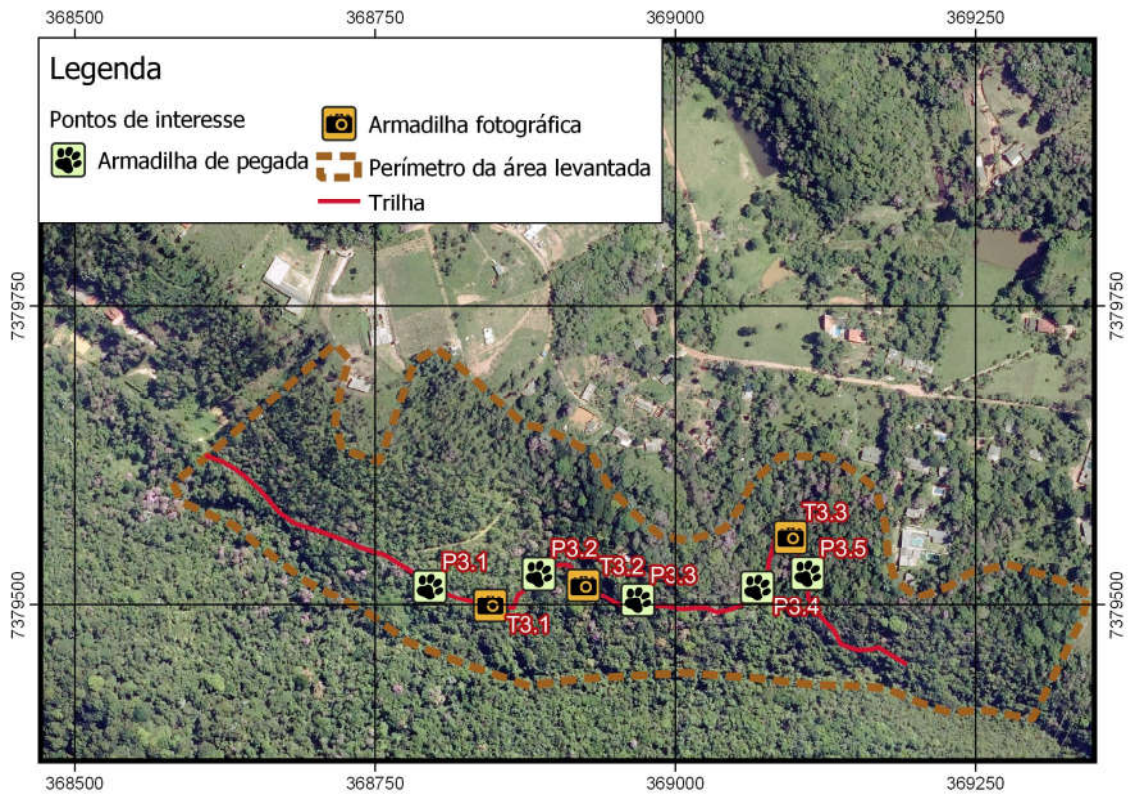 368500 368750 369000 369250
Legenda
Pontos de interesse
Armadilha de pegada
Armadilha fotográfica
Perímetro da área levantada
Trilha
7379750 7379750
T3.3
P3.1 P3.2 T3.2 P3.3 P3.5
7379500 7379500
T3.1 P3.4
368500 368750 369000 369250